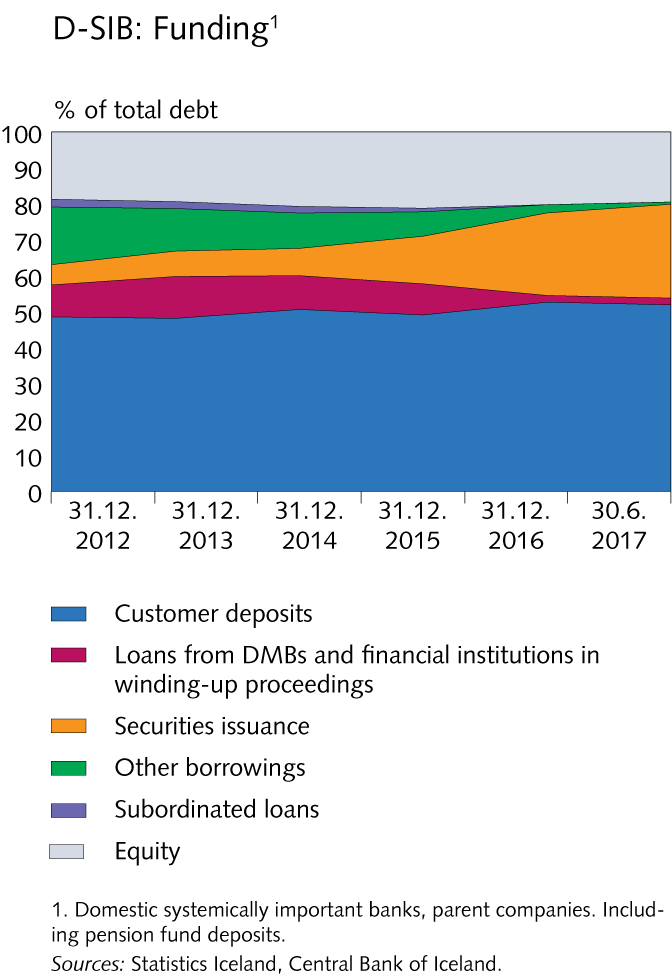 D-SIB: Funding¹
% of total debt
100
90
80
70
60
50
40
30
20
10
0
31.12. 31.12. 31.12. 31.12. 31.12. 30.6.
2012 2013 2014 2015 2016 2017
Customer deposits
Loans from DMBs and financial institutions in
winding-up proceedings
Securities issuance
Other borrowings
Subordinated loans
Equity
1. Domestic systemically important banks, parent companies. Includ-
ing pension fund deposits.
Sources: Statistics Iceland, Central Bank of Iceland.